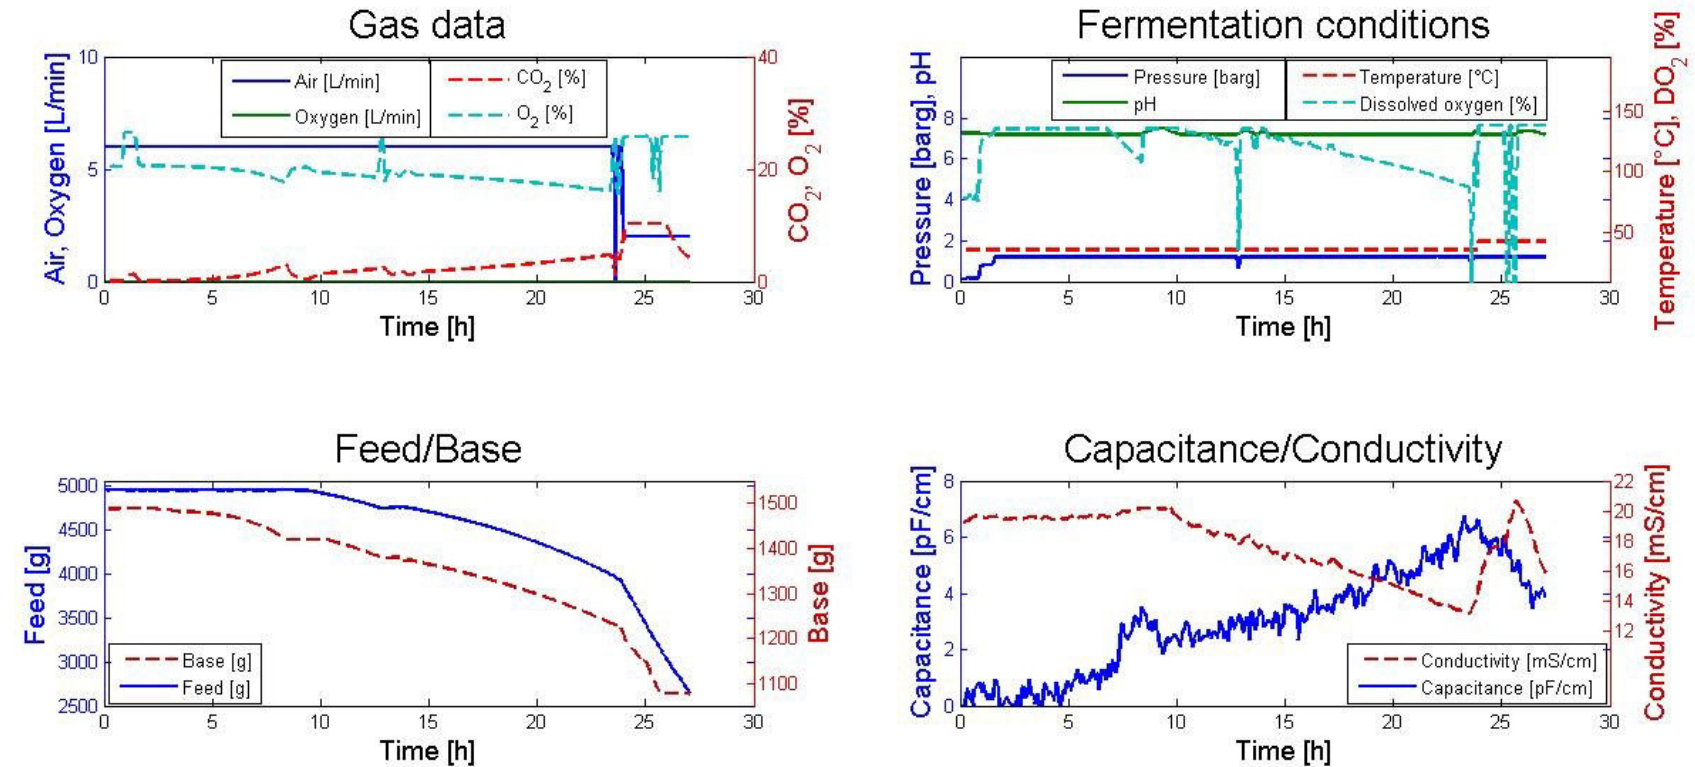 Gas data
Air, Oxygen [L/min]
10
5
0
Air [L/min]
Oxygen [L/min]
CO2 [%]
O2 [%]
40
20
0
CO2, O2 [%]
0 5 10 15 20 25 30
Time [h]
Fermentation conditions
Pressure [barg], pH
8
6
4
2
0
Pressure [barg]
pH
Temperature [°C]
Dissolved oxygen [%]
150
100
50
Temperature [°C], DO2 [%]
0 5 10 15 20 25 30
Time [h]
Feed/Base
Feed [g]
5000
4500
4000
3500
3000
2500
Base [g]
Feed [g]
1500
1400
1300
1200
1100
Base [g]
0 5 10 15 20 25 30
Time [h]
Capacitance/Conductivity
Capacitance [pF/cm]
8
6
4
2
0
Conductivity [mS/cm]
Capacitance [pF/cm]
22
20
18
16
14
12
Conductivity [mS/cm]
0 5 10 15 20 25 30
Time [h]